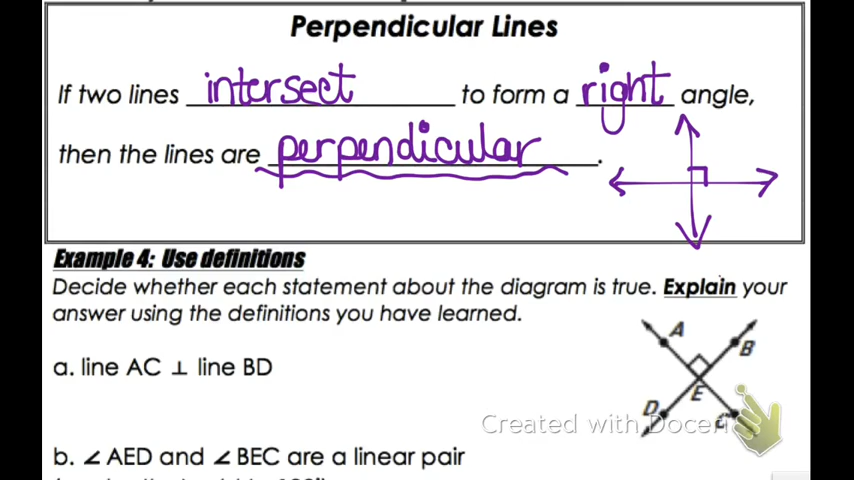 Perpendicular Lines
If two lines intersect to form a right angle,
then the lines are perpendicular.
Example 4: Use definitions
Decide whether each statement about the diagram is true. Explain your
answer using the definitions you have learned.
a. line AC ⊥ line BD
A
B
E
D
Created with Doceri
b. ∠ AED and ∠ BEC are a linear pair